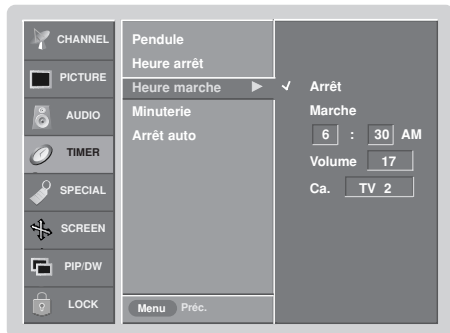 CHANNEL
PICTURE
AUDIO
TIMER
SPECIAL
SCREEN
PIP/DW
LOCK
Pendule
Heure arrêt
Heure marche
Minuterie
Arrêt auto
Menu Préc.
Arrêt
Marche
6 : 30 AM
Volume 17
Ca. TV 2